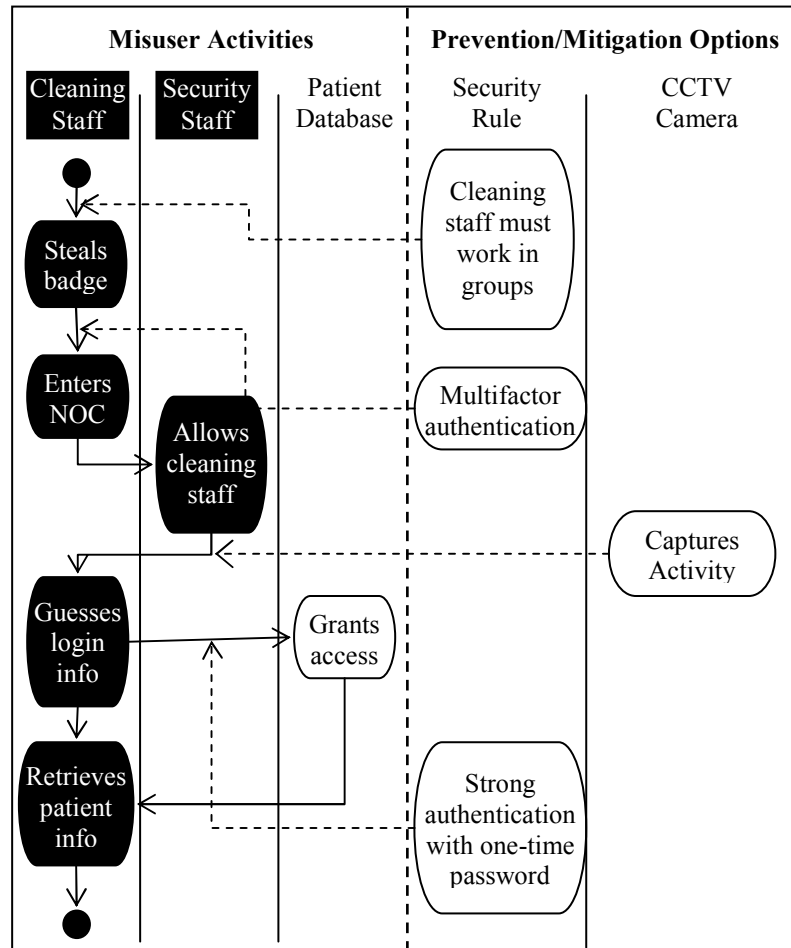 Misuser Activities
Prevention/Mitigation Options
Cleaning
Staff
Security
Staff
Patient
Database
Security
Rule
CCTV
Camera
Cleaning
staff must
work in
groups
Steals
badge
Enters
NOC
Multifactor
authentication
Allows
cleaning
staff
Captures
Activity
Guesses
login
info
Grants
access
Retrieves
patient
info
Strong
authentication
with one-time
password